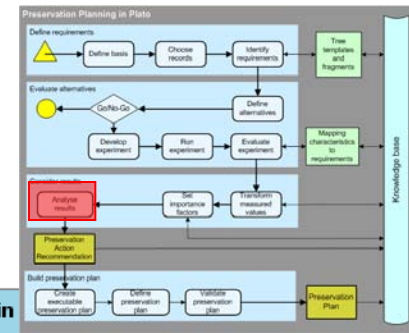 Preservation Planning in Plato
Define requirements
Define basis
Choose
records
Identify
requirements
Tree
templates
and
fragments
Evaluate alternatives
Go/No-Go
Define
alternatives
Develop
experiment
Run
experiment
Evaluate
experiment
Mapping
characteristics
to
requirements
Knowledge base
Consider results
Analyse
results
Set
importance
factors
Transform
measured
values
Preservation
Action
Recommendation
Build preservation plan
Create
executable
preservation plan
Define
preservation
plan
Validate
preservation
plan
Preservation
Plan
in